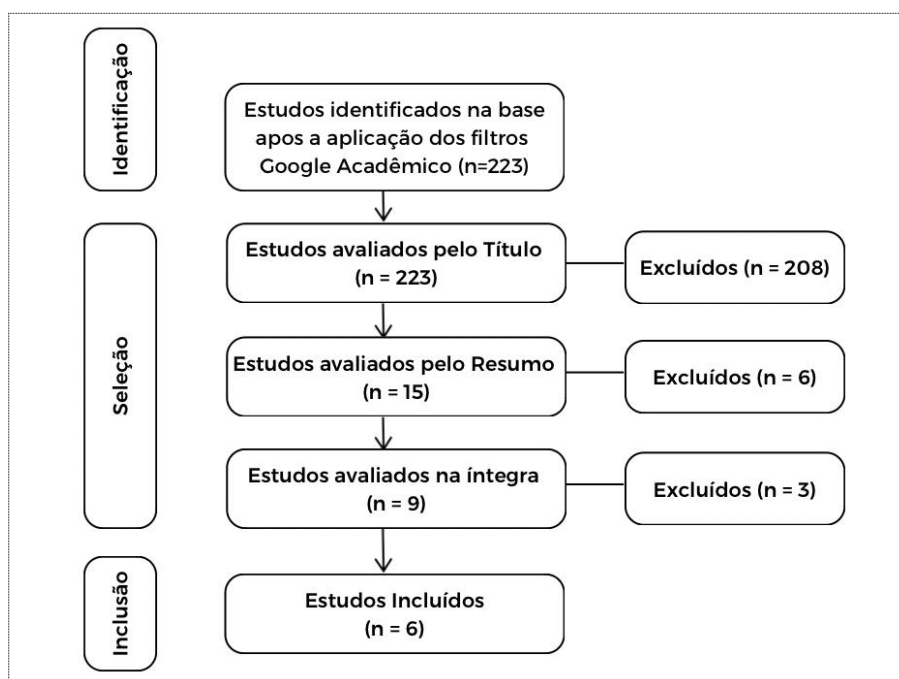 Identificação
Estudos identificados na base
apos a aplicação dos filtros
Google Acadêmico (n=223)
Seleção
Estudos avaliados pelo Título
(n = 223)
Excluídos (n = 208)
Estudos avaliados pelo Resumo
(n = 15)
Excluídos (n = 6)
Estudos avaliados na íntegra
(n = 9)
Excluídos (n = 3)
Inclusão
Estudos Incluídos
(n = 6)